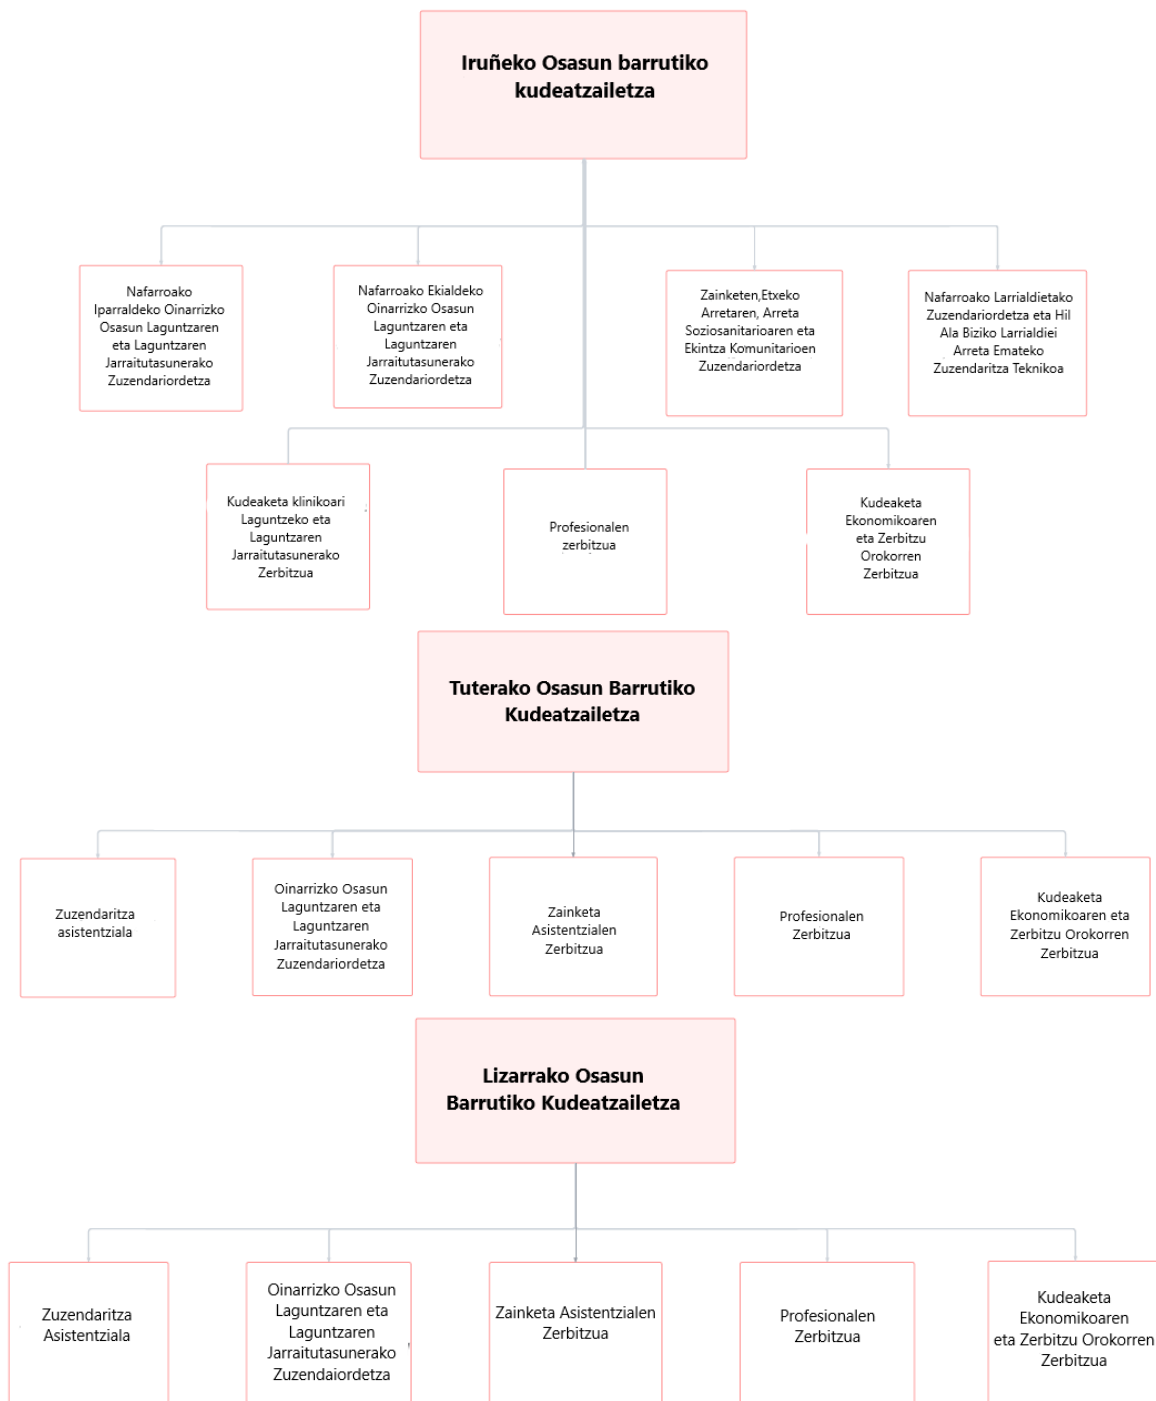 Iruñeko Osasun barrutiko
kudeatzailetza
Nafarroako
Iparraldeko Oinarrizko
Osasun Laguntzaren
eta Laguntzaren
Jarraitutasunerako
Zuzendariordetza
Nafarroako Ekialdeko
Oinarrizko Osasun
Laguntzaren eta
Laguntzaren
Jarraitutasunerako
Zuzendariordetza
Zainketen,Etxeko
Arretaren, Arreta
Soziosanitarioaren eta
Ekintza Komunitarioen
Zuzendariordetza
Nafarroako Larrialdietako
Zuzendariordetza eta Hil
Ala Biziko Larrialdiei
Arreta Emateko
Zuzendaritza Teknikoa
Kudeaketa klinikoari
Laguntzeko eta
Laguntzaren
Jarraitutasunerako
Zerbitzua
Profesionalen
zerbitzua
Kudeaketa
Ekonomikoaren
eta Zerbitzu
Orokorren
Zerbitzua
Tuterako Osasun Barrutiko
Kudeatzailetza
Zuzendaritza
asistentziala
Oinarrizko Osasun
Laguntzaren eta
Laguntzaren
Jarraitutasunerako
Zuzendariordetza
Zainketa
Asistentzialen
Zerbitzua
Profesionalen
Zerbitzua
Kudeaketa
Ekonomikoaren eta
Zerbitzu Orokorren
Zerbitzua
Lizarrako Osasun
Barrutiko Kudeatzailetza
Zuzendaritza
Asistentziala
Oinarrizko Osasun
Laguntzaren eta
Laguntzaren
Jarraitutasunerako
Zuzendaiordetza
Zainketa Asistentzialen
Zerbitzua
Profesionalen
Zerbitzua
Kudeaketa
Ekonomikoaren
eta Zerbitzu Orokorren
Zerbitzua